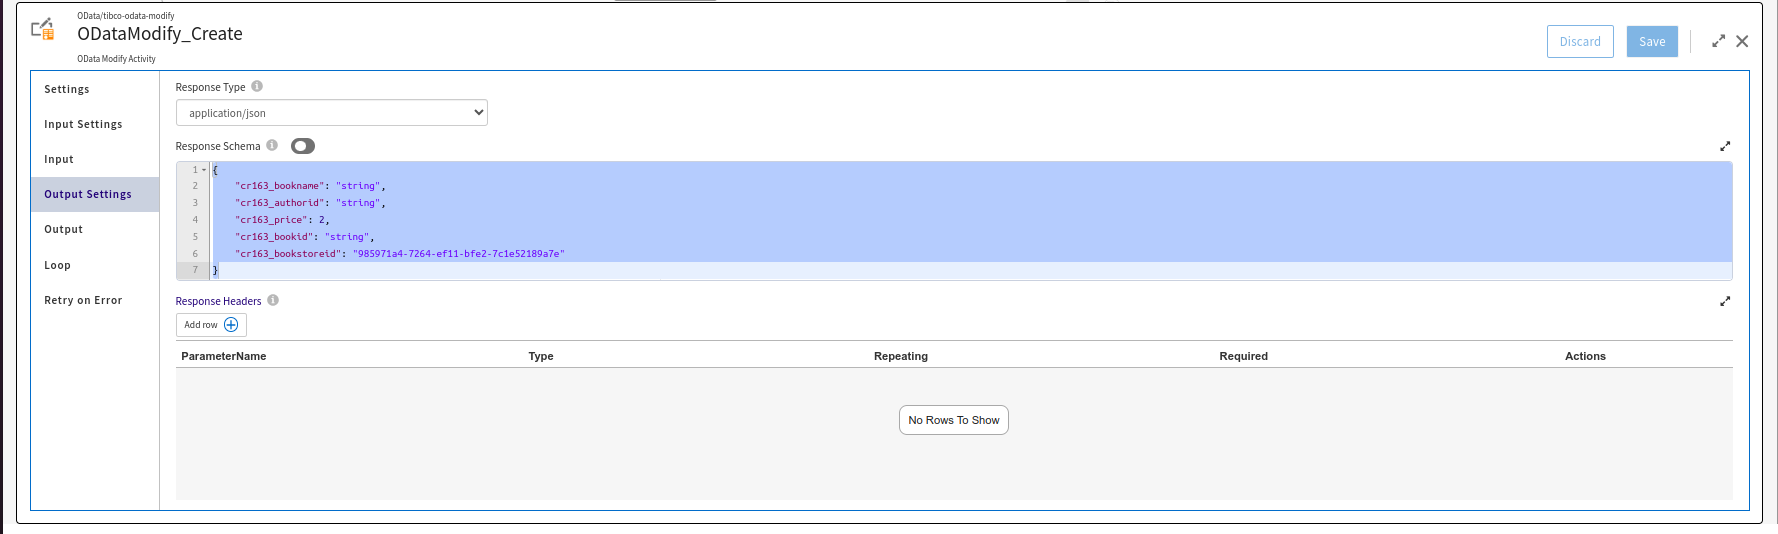 OData/tibco-odata-modify
ODataModify_Create
OData Modify Activity
Discard
Save
Settings
Input Settings
Input
Output Settings
Output
Loop
Retry on Error
Response Type
application/json
Response Schema
1 {
2 "cr163_bookname": "string",
3 "cr163_authorid": "string",
4 "cr163_price": 2,
5 "cr163_bookid": "string",
6 "cr163_bookstoreid": "985971a4-7264-ef11-bfe2-7c1e52189a7e"
7 }
Response Headers
Add row
ParameterName Type Repeating Required Actions
No Rows To Show